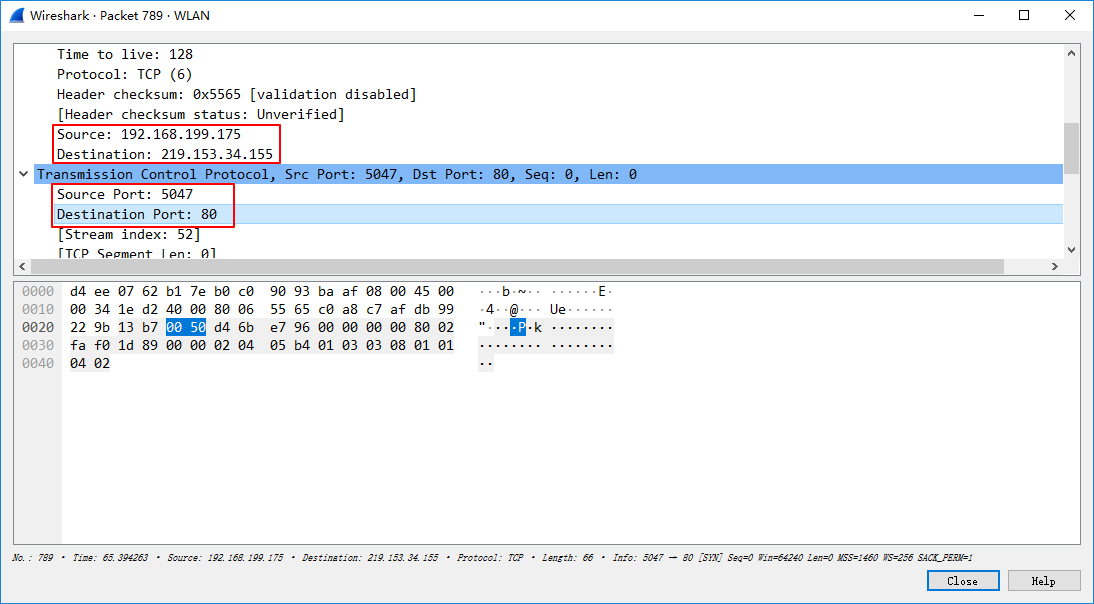 Wireshark · Packet 789 · WLAN
Time to live: 128
Protocol: TCP (6)
Header checksum: 0x5565 [validation disabled]
[Header checksum status: Unverified]
Source: 192.168.199.175
Destination: 219.153.34.155
Transmission Control Protocol, Src Port: 5047, Dst Port: 80, Seq: 0, Len: 0
Source Port: 5047
Destination Port: 80
[Stream index: 52]
[TCP Segment Len: 0]
0000 d4 ee 07 62 b1 7e b0 c0 90 93 ba af 08 00 45 00 ···b·~·· ······E·
0010 00 34 1e d2 40 00 80 06 55 65 c0 a8 c7 af db 99 ·4··@··· Ue······
0020 22 9b 13 b7 00 50 d4 6b e7 96 00 00 00 00 80 02 "····P·k ········
0030 fa f0 1d 89 00 00 02 04 05 b4 01 03 03 08 01 01 ········ ········
0040 04 02 ··
No.: 789 · Time: 65.394263 · Source: 192.168.199.175 · Destination: 219.153.34.155 · Protocol: TCP · Length: 66 · Info: 5047 → 80 [SYN] Seq=0 Win=64240 Len=0 MSS=1460 WS=256 SACK_PERM=1
Close Help